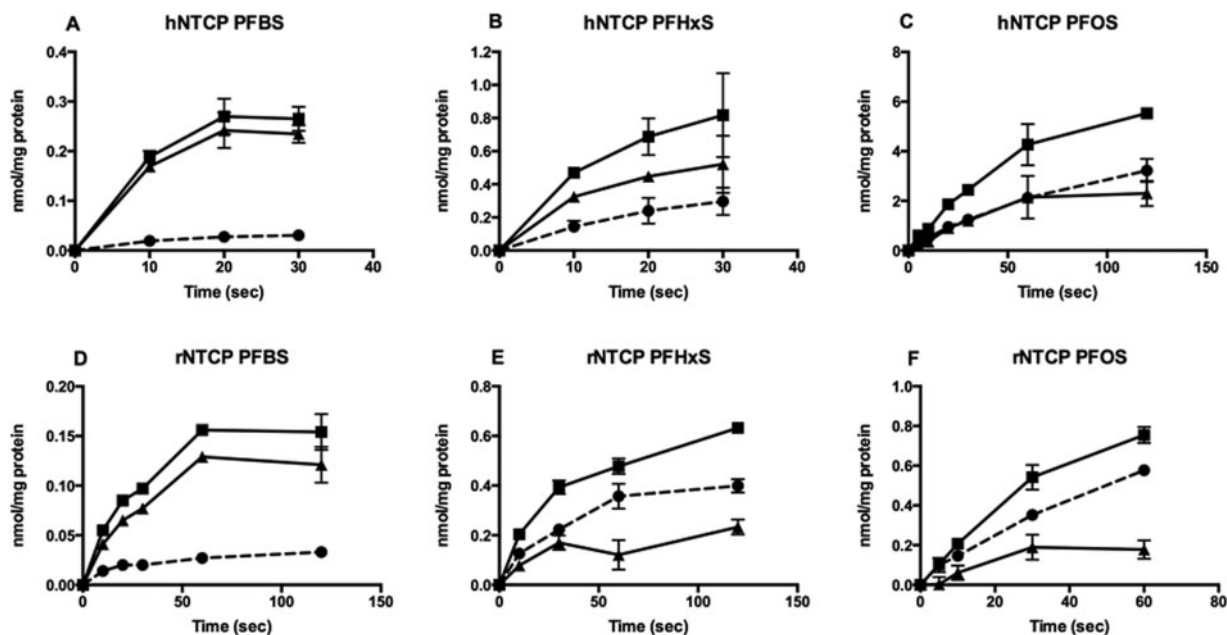 A hNTCP PFBS
nmol/mg protein
0.4
0.3
0.2
0.1
0.0
0 10 20 30 40
Time (sec)
B hNTCP PFHxS
nmol/mg protein
1.2
1.0
0.8
0.6
0.4
0.2
0.0
0 10 20 30 40
Time (sec)
C hNTCP PFOS
nmol/mg protein
8
6
4
2
0
0 50 100 150
Time (sec)
D rNTCP PFBS
nmol/mg protein
0.20
0.15
0.10
0.05
0.00
0 50 100 150
Time (sec)
E rNTCP PFHxS
nmol/mg protein
0.8
0.6
0.4
0.2
0.0
0 50 100 150
Time (sec)
F rNTCP PFOS
nmol/mg protein
1.0
0.8
0.6
0.4
0.2
0.0
0 20 40 60 80
Time (sec)